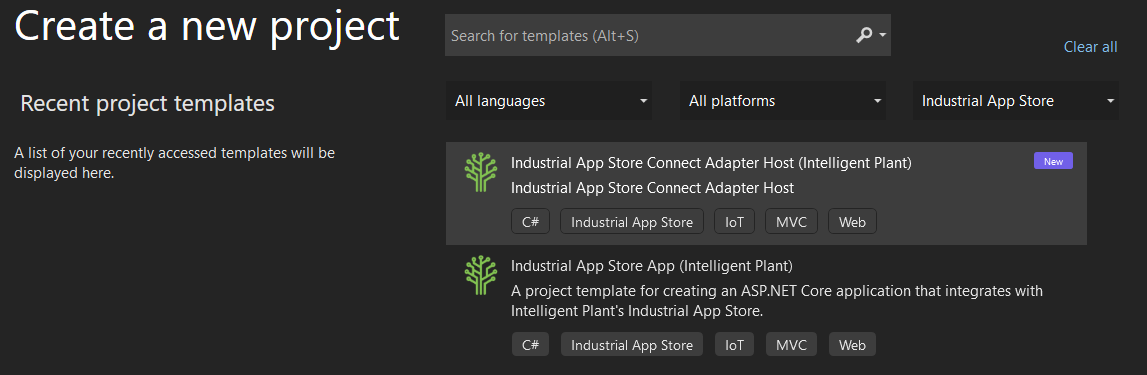 Create a new project
Search for templates (Alt+S)
Clear all
Recent project templates
All languages
All platforms
Industrial App Store
A list of your recently accessed templates will be
displayed here.
Industrial App Store Connect Adapter Host (Intelligent Plant)
New
Industrial App Store Connect Adapter Host
C#
Industrial App Store
IoT
MVC
Web
Industrial App Store App (Intelligent Plant)
A project template for creating an ASP.NET Core application that integrates with
Intelligent Plant's Industrial App Store.
C#
Industrial App Store
IoT
MVC
Web